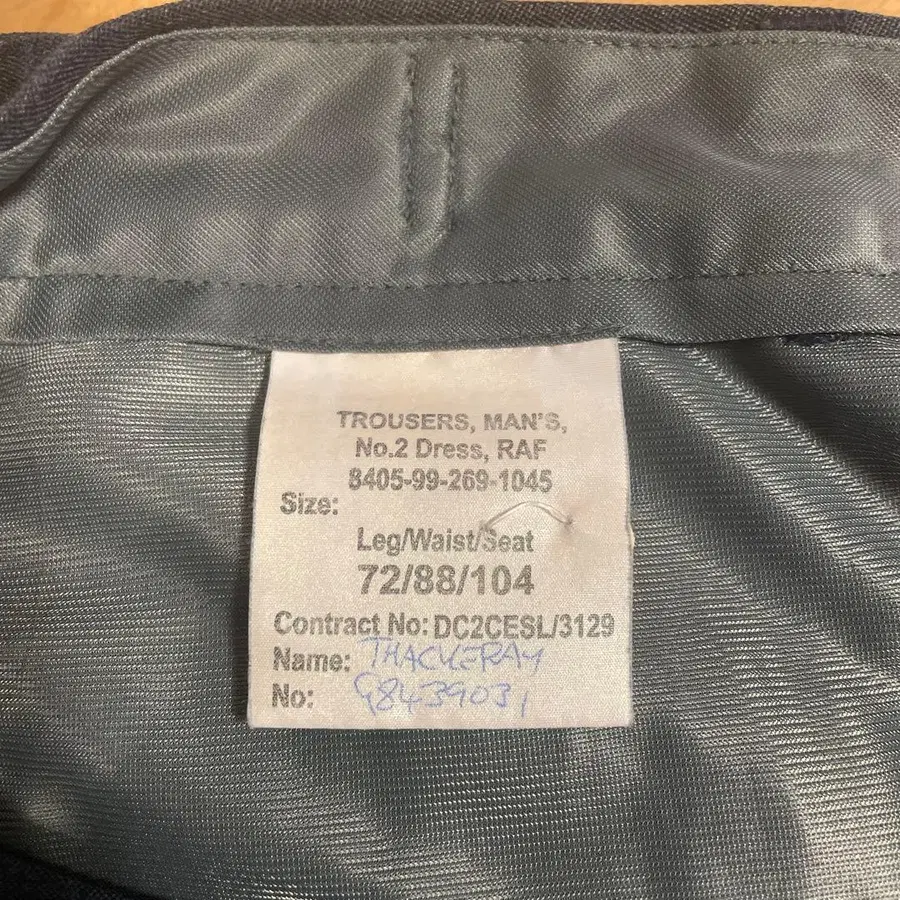 TROUSERS, MAN'S,
No.2 Dress, RAF
8405-99-269-1045
Size:
Leg/Waist/Seat
72/88/104
Contract No: DC2CESL/3129
Name: THACKERAY
No: G8439031